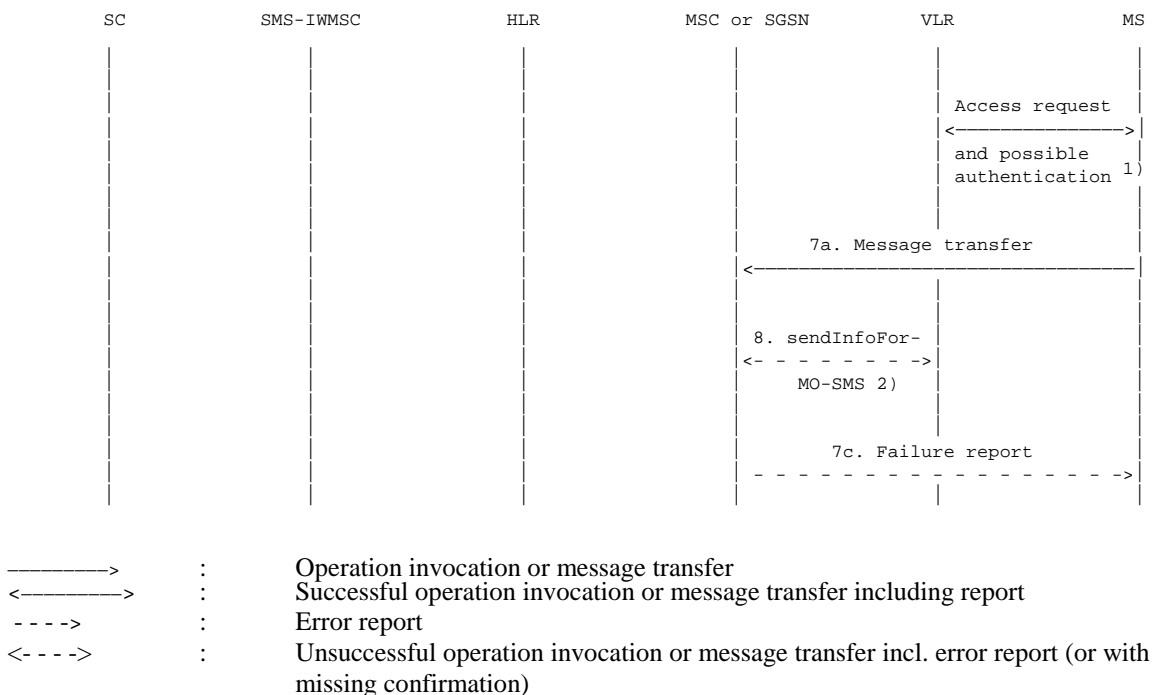 SC SMS-IWMSC HLR MSC or SGSN VLR MS
Access request
and possible
authentication 1)
7a. Message transfer
8. sendInfoFor-
MO-SMS 2)
7c. Failure report
: Operation invocation or message transfer
: Successful operation invocation or message transfer including report
: Error report
: Unsuccessful operation invocation or message transfer incl. error report (or with
missing confirmation)